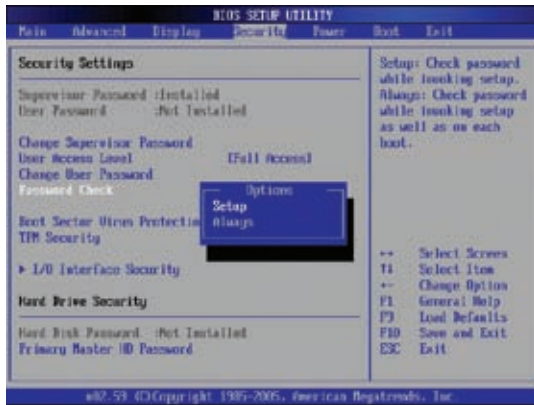 BIOS SETUP UTILITY
Main Advanced Display Security Power Boot Exit
Security Settings
Supervisor Password :Installed
User Password :Not Installed
Change Supervisor Password
User Access Level [Full Access]
Change User Password
Password Check
Boot Sector Virus Protectio
TPM Security
I/O Interface Security
Hard Drive Security
Hard Disk Password :Not Installed
Primary Master HD Password
Options
Setup
Always
Setup: Check password
while invoking setup.
Always: Check password
while invoking setup
as well as on each
boot.
↔ Select Screen
↑↓ Select Item
+- Change Option
F1 General Help
F9 Load Defaults
F10 Save and Exit
ESC Exit
v02.59 (C)Copyright 1985-2005, American Megatrends, Inc.